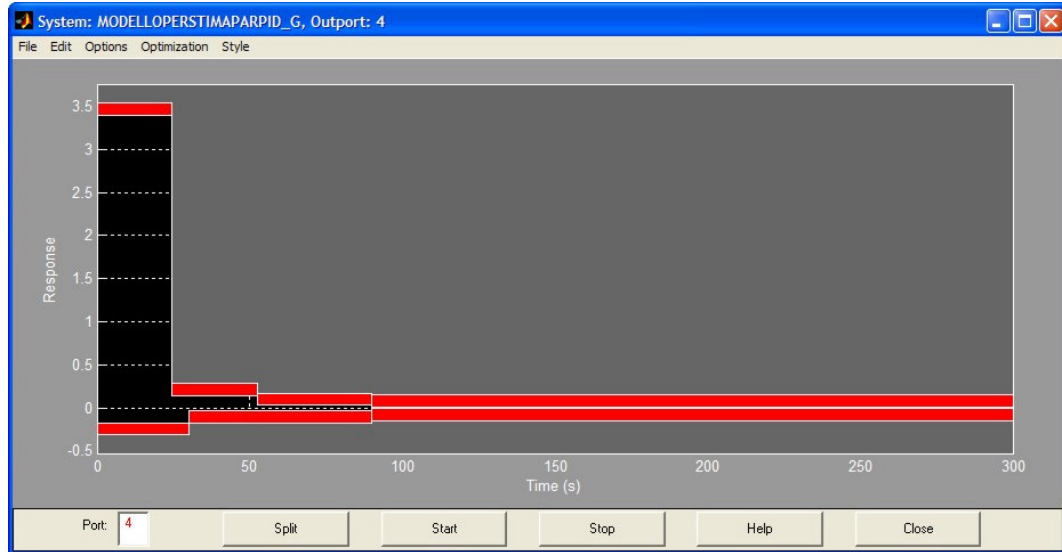 System: MODELLOPERSTIMAPARPID_G, Outport: 4
File Edit Options Optimization Style
3.5
3
2.5
2
1.5
1
0.5
0
-0.5
Response
0 50 100 150 200 250 300
Time (s)
Port: 4 Split Start Stop Help Close